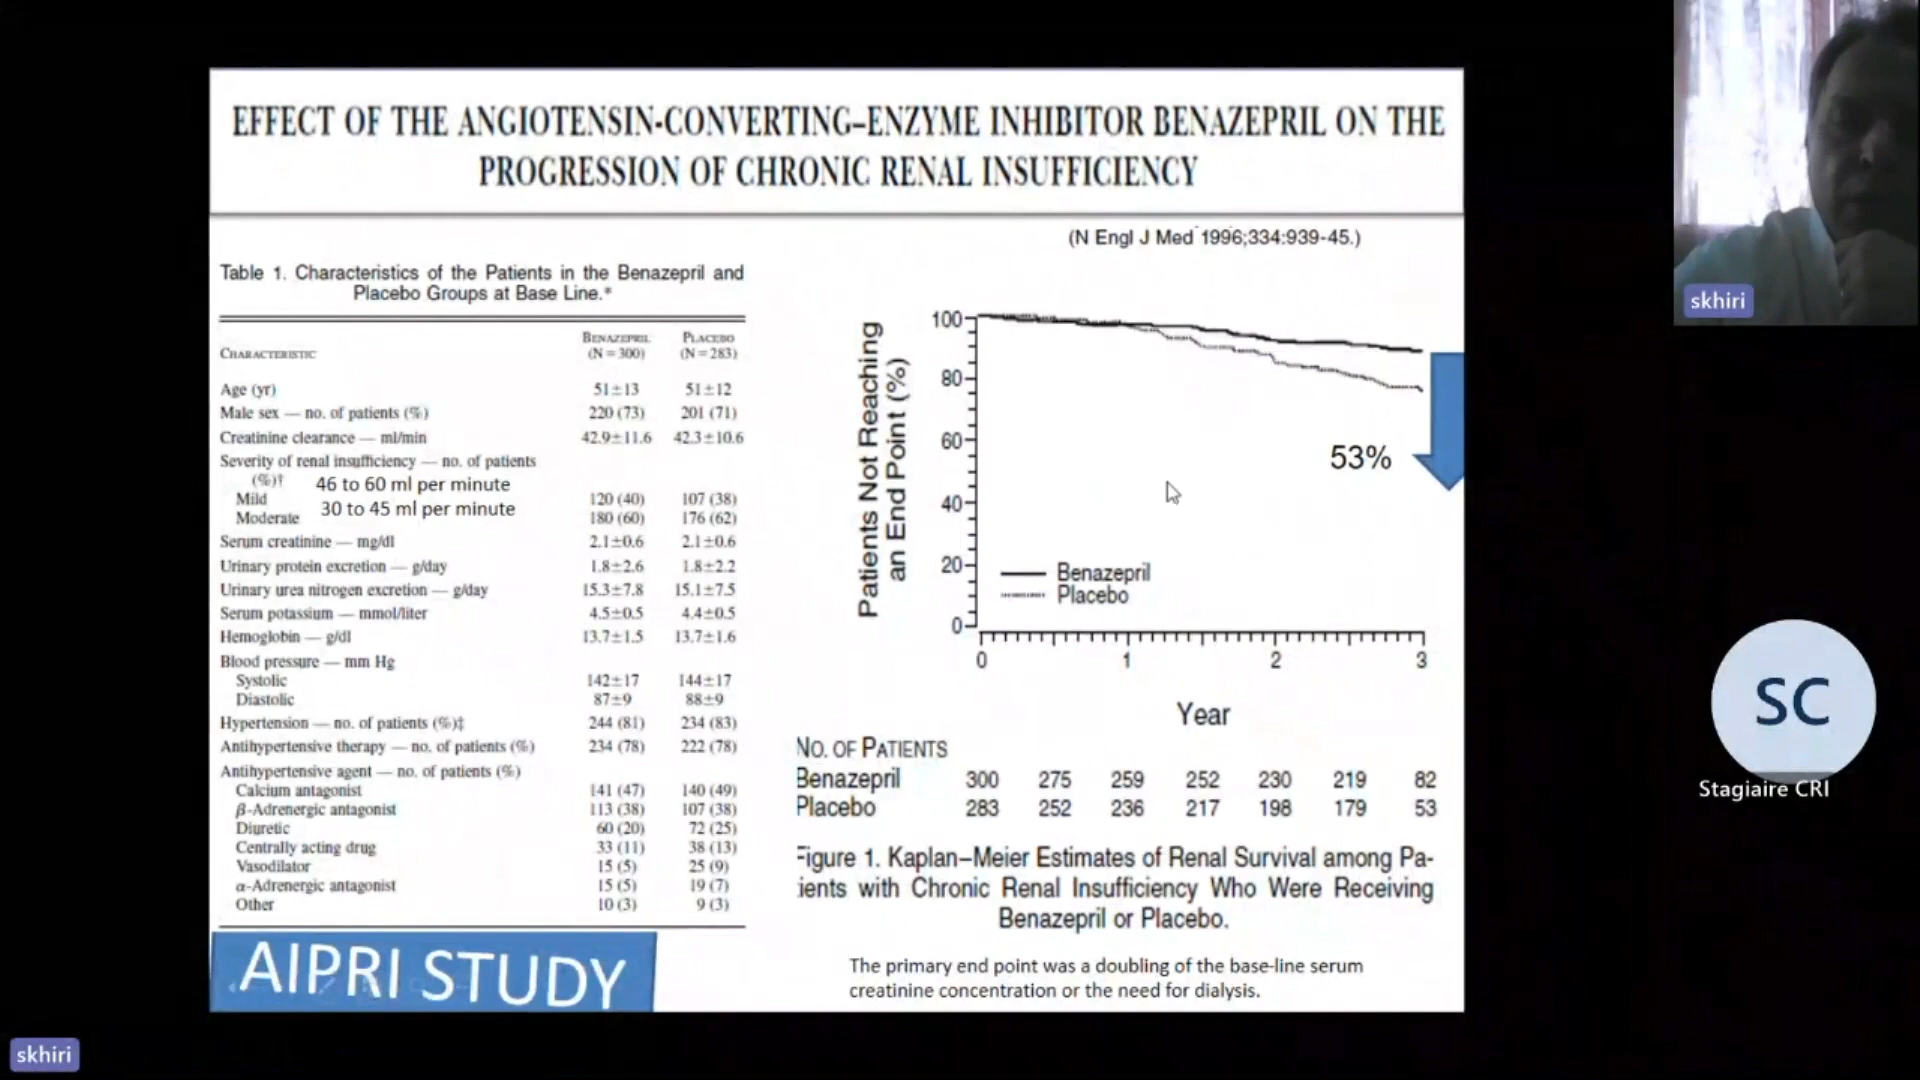 EFFECT OF THE ANGIOTENSIN-CONVERTING–ENZYME INHIBITOR BENAZEPRIL ON THE
PROGRESSION OF CHRONIC RENAL INSUFFICIENCY
(N Engl J Med 1996;334:939-45.)
Table 1. Characteristics of the Patients in the Benazepril and
Placebo Groups at Base Line.*
CHARACTERISTIC
BENAZEPRIL (N = 300)
PLACEBO (N = 283)
Age (yr) 51±13 51±12
Male sex — no. of patients (%) 220 (73) 201 (71)
Creatinine clearance — ml/min 42.9±11.6 42.3±10.6
Severity of renal insufficiency — no. of patients
(%)† 46 to 60 ml per minute
Mild 120 (40) 107 (38)
30 to 45 ml per minute
Moderate 180 (60) 176 (62)
Serum creatinine — mg/dl 2.1±0.6 2.1±0.6
Urinary protein excretion — g/day 1.8±2.6 1.8±2.2
Urinary urea nitrogen excretion — g/day 15.3±7.8 15.1±7.5
Serum potassium — mmol/liter 4.5±0.5 4.4±0.5
Hemoglobin — g/dl 13.7±1.5 13.7±1.6
Blood pressure — mm Hg
Systolic 142±17 144±17
Diastolic 87±9 88±9
Hypertension — no. of patients (%)‡ 244 (81) 234 (83)
Antihypertensive therapy — no. of patients (%) 234 (78) 222 (78)
Antihypertensive agent — no. of patients (%)
Calcium antagonist 141 (47) 140 (49)
β-Adrenergic antagonist 113 (38) 107 (38)
Diuretic 60 (20) 72 (25)
Centrally acting drug 33 (11) 38 (13)
Vasodilator 15 (5) 25 (9)
α-Adrenergic antagonist 15 (5) 19 (7)
Other 10 (3) 9 (3)
AIPRI STUDY
Patients Not Reaching
an End Point (%)
100
80
60
40
20
0
53%
Benazepril
Placebo
0 1 2 3
Year
NO. OF PATIENTS
Benazepril 300 275 259 252 230 219 82
Placebo 283 252 236 217 198 179 53
Figure 1. Kaplan–Meier Estimates of Renal Survival among Pa-
tients with Chronic Renal Insufficiency Who Were Receiving
Benazepril or Placebo.
The primary end point was a doubling of the base-line serum
creatinine concentration or the need for dialysis.
skhiri
SC
Stagiaire CRI
skhiri